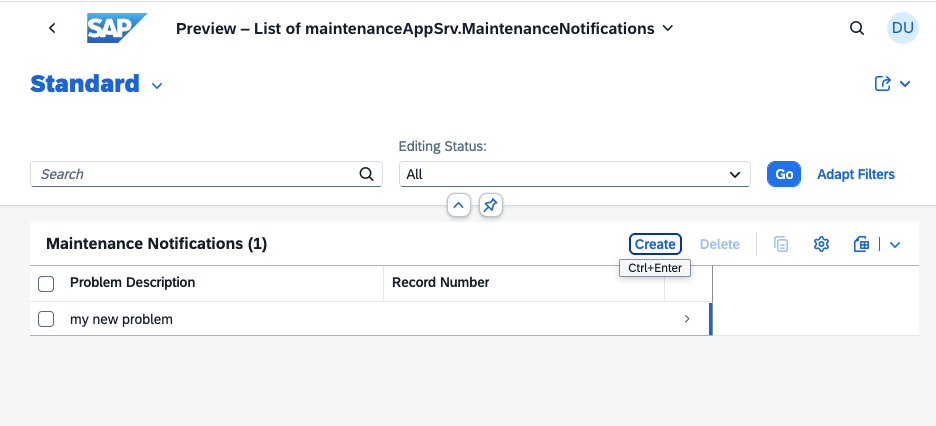 SAP Preview – List of maintenanceAppSrv.MaintenanceNotifications DU
Standard
Editing Status:
Search All Go Adapt Filters
Maintenance Notifications (1) Create Delete
Ctrl+Enter
Problem Description Record Number
my new problem